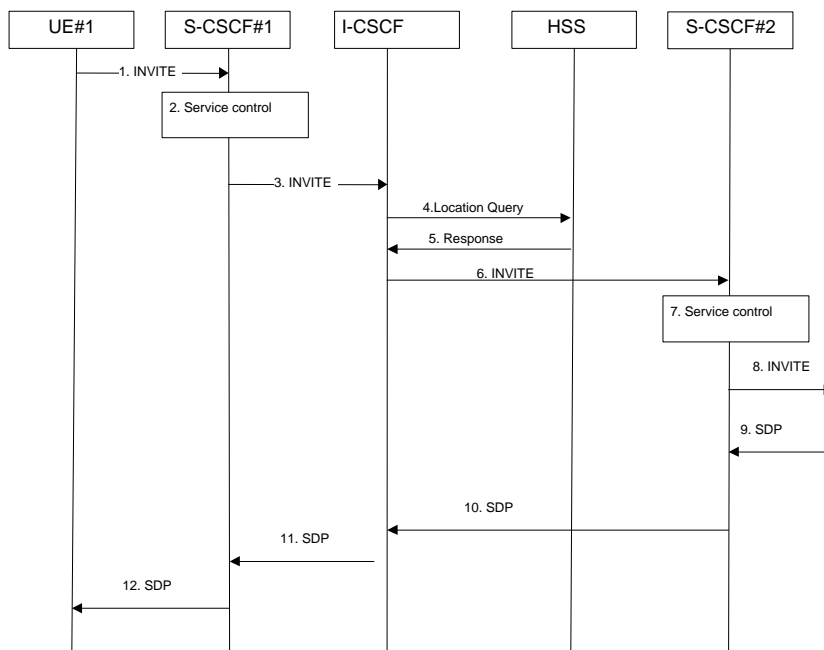 UE#1
S-CSCF#1
I-CSCF
HSS
S-CSCF#2
1. INVITE
2. Service control
3. INVITE
4.Location Query
5. Response
6. INVITE
7. Service control
8. INVITE
9. SDP
10. SDP
11. SDP
12. SDP